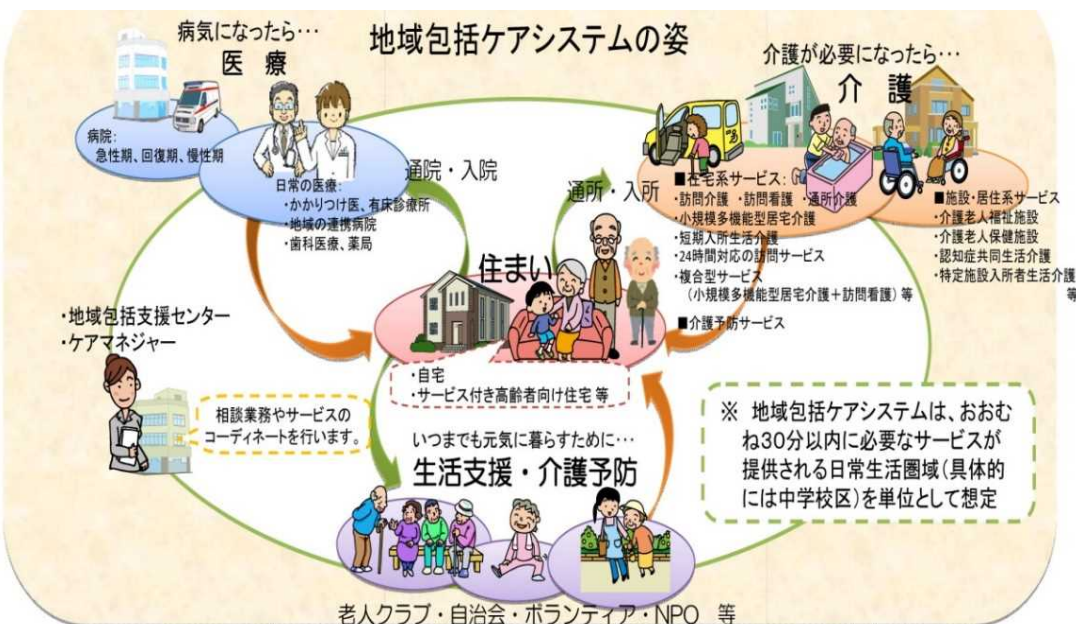 地域包括ケアシステムの姿
病気になったら…
医 療
病院:
急性期、回復期、慢性期
日常の医療:
・かかりつけ医、有床診療所
・地域の連携病院
・歯科医療、薬局
通院・入院
介護が必要になったら…
介 護
通所・入所
■在宅系サービス:
・訪問介護 ・訪問看護 ・通所介護
・小規模多機能型居宅介護
・短期入所生活介護
・24時間対応の訪問サービス
・複合型サービス
(小規模多機能型居宅介護+訪問看護)等
■介護予防サービス
■施設・居住系サービス
・介護老人福祉施設
・介護老人保健施設
・認知症共同生活介護
・特定施設入所者生活介護
等
住まい
・自宅
・サービス付き高齢者向け住宅 等
・地域包括支援センター
・ケアマネジャー
相談業務やサービスの
コーディネートを行います。
いつまでも元気に暮らすために…
生活支援・介護予防
老人クラブ・自治会・ボランティア・NPO 等
※ 地域包括ケアシステムは、おおむ
ね30分以内に必要なサービスが
提供される日常生活圏域(具体的
には中学校区)を単位として想定